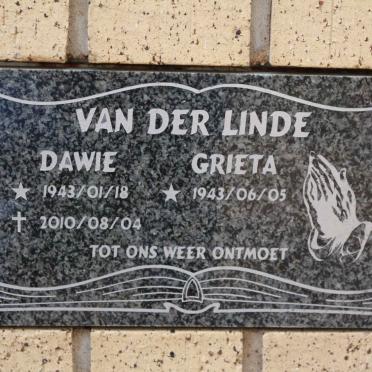 VAN DER LINDE
DAWIE GRIETA
★ 1943/01/18 ★ 1943/06/05
✝ 2010/08/04
TOT ONS WEER ONTMOET